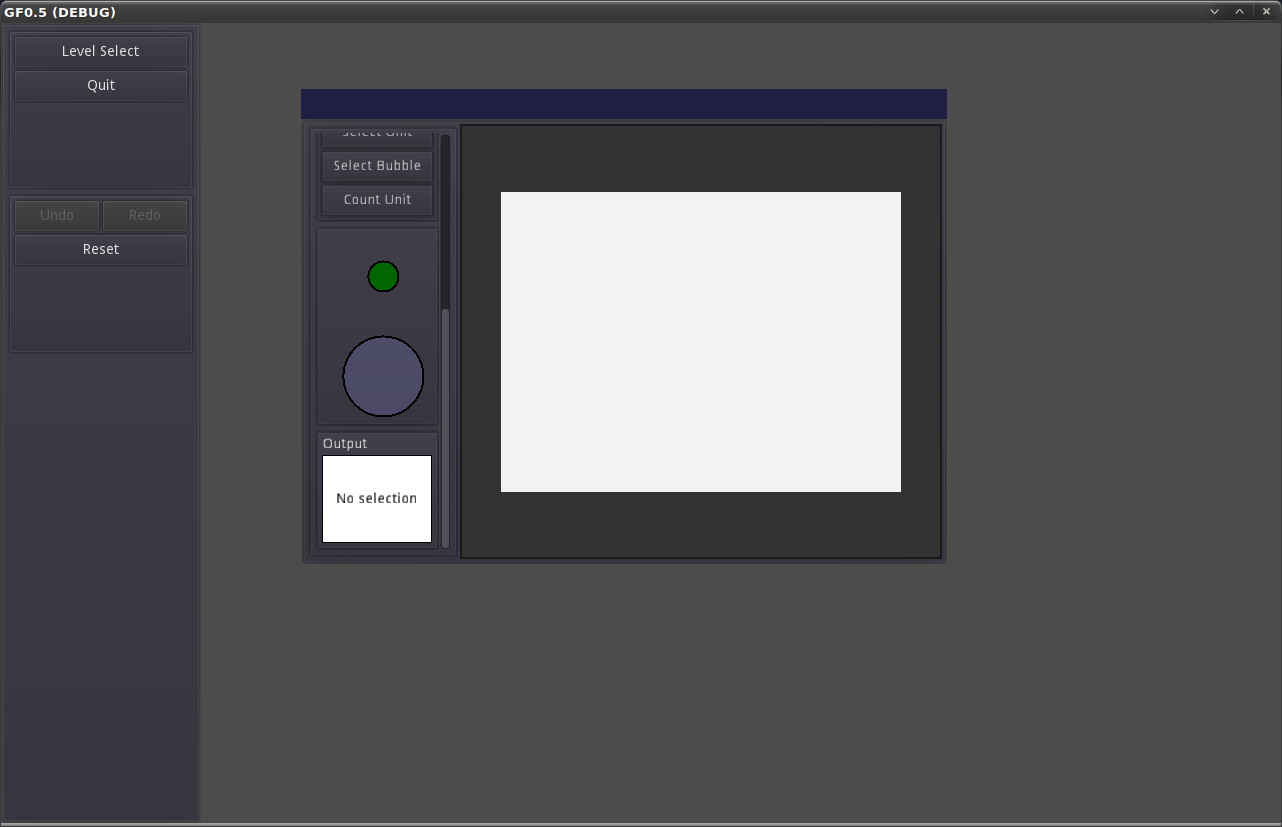 GF0.5 (DEBUG)
Level Select
Quit
Undo Redo
Reset
Select Unit
Select Bubble
Count Unit
Output
No selection